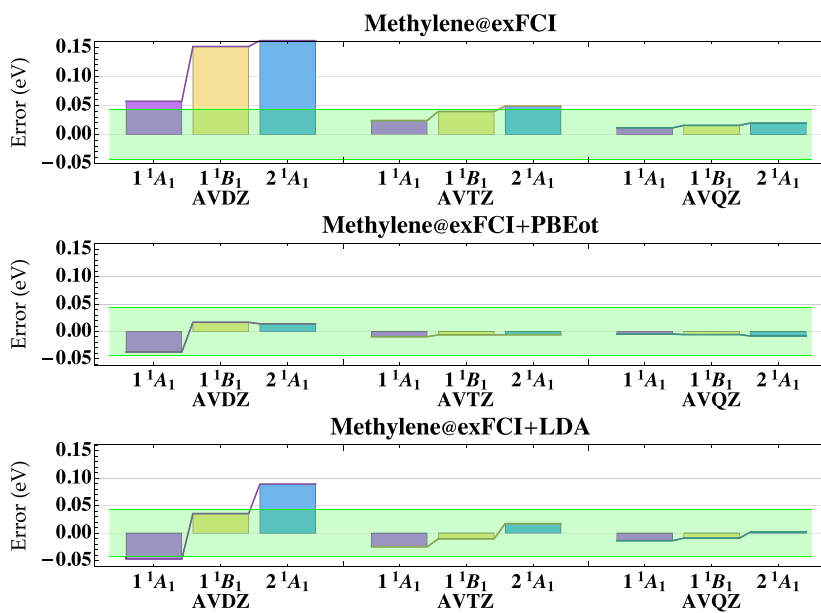 Methylene@exFCI
Error (eV)
0.15
0.10
0.05
0.00
−0.05
1 ¹A₁ 1 ¹B₁ 2 ¹A₁ 1 ¹A₁ 1 ¹B₁ 2 ¹A₁ 1 ¹A₁ 1 ¹B₁ 2 ¹A₁
AVDZ AVTZ AVQZ
Methylene@exFCI+PBEot
Error (eV)
0.15
0.10
0.05
0.00
−0.05
1 ¹A₁ 1 ¹B₁ 2 ¹A₁ 1 ¹A₁ 1 ¹B₁ 2 ¹A₁ 1 ¹A₁ 1 ¹B₁ 2 ¹A₁
AVDZ AVTZ AVQZ
Methylene@exFCI+LDA
Error (eV)
0.15
0.10
0.05
0.00
−0.05
1 ¹A₁ 1 ¹B₁ 2 ¹A₁ 1 ¹A₁ 1 ¹B₁ 2 ¹A₁ 1 ¹A₁ 1 ¹B₁ 2 ¹A₁
AVDZ AVTZ AVQZ